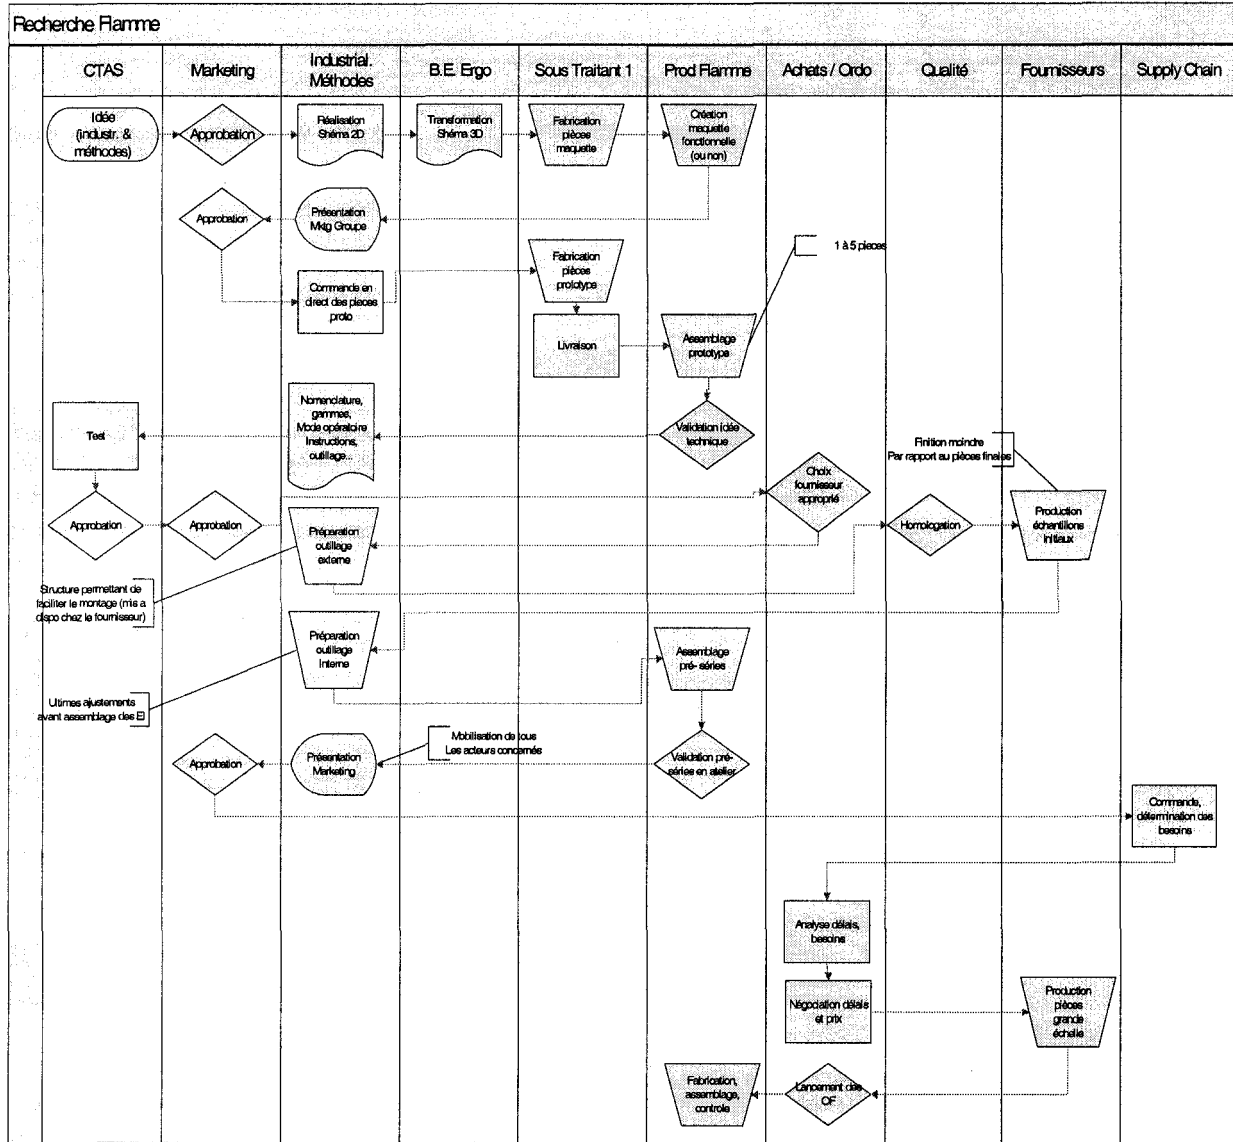 Recherche Flamme
CTAS
Marketing
Industrial.
Méthodes
B.E. Ergo
Sous Traitant 1
Prod Flamme
Achats / Ordo
Qualité
Fournisseurs
Supply Chain
Idée
(industr. &
méthodes)
Approbation
Réalisation
Shéma 2D
Transformation
Shéma 3D
Fabrication
pièces
maquette
Création
maquette
fonctionnelle
(ou non)
Approbation
Présentation
Mktg Groupe
1 à 5 pieces
Commande en
direct des pieces
proto
Fabrication
pièces
prototype
Livraison
Assemblage
prototype
Test
Nomenclature,
gammes,
Mode opératoire
Instructions,
outillage...
Validation idée
technique
Finition moindre
Par rapport au pièces finales
Choix
fournisseur
approprié
Approbation
Approbation
Préparation
outillage
externe
Homologation
Production
échantillons
initiaux
Structure permettant de
faciliter le montage (mis a
dispo chez le fournisseur)
Préparation
outillage
Interne
Assemblage
pré- séries
Ultimes ajustements
avant assemblage des
Mobilisation de tous
Les acteurs concernés
Approbation
Présentation
Marketing
Validation pré-
séries en atelier
Commande,
détermination des
besoins
Analyse délais,
besoins
Négociation délais
et prix
Production
pièces
grande
échelle
Fabrication,
assemblage,
controle
Lancement des
OF